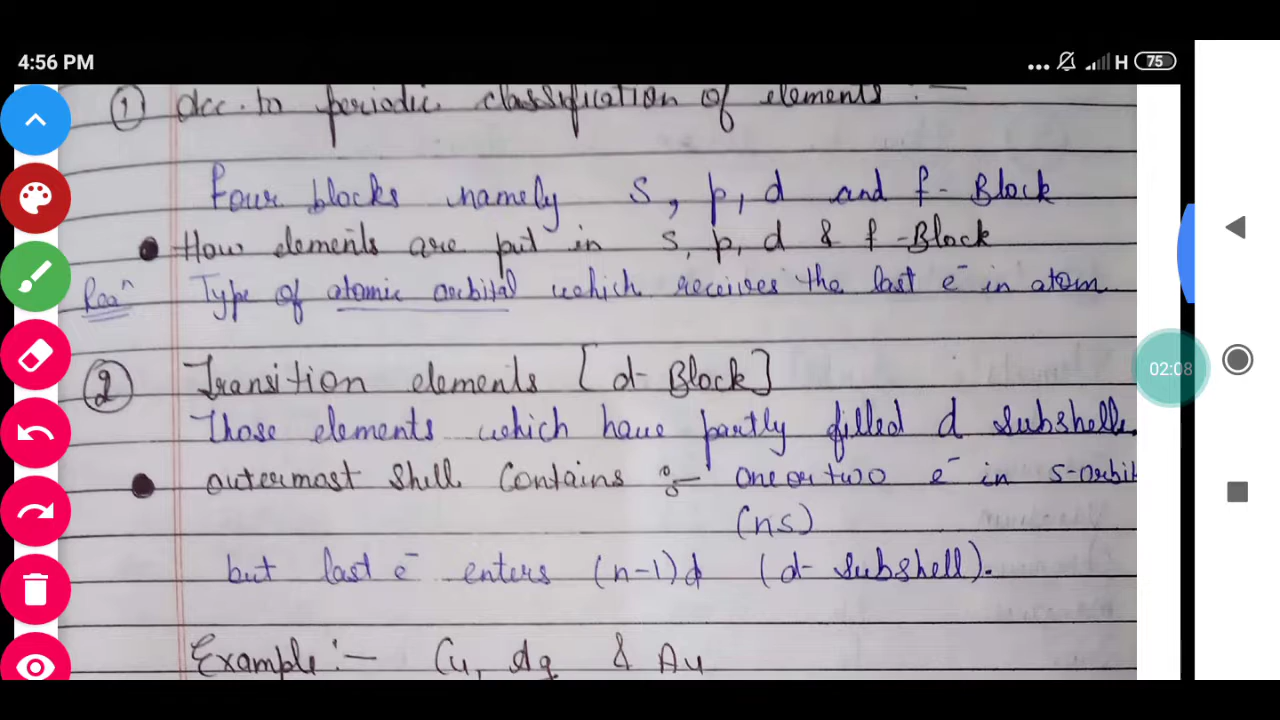 4:56 PM
... H 75
① Acc. to periodic classification of elements :-
Four blocks namely s, p, d and f-Block
• How elements are put in s, p, d & f-Block
Reaⁿ Type of atomic orbital which receives the last e⁻ in atom.
02:08
② Transition elements [d-Block]
Those elements which have partly filled d subshells.
• outermost shell contains :- one or two e⁻ in s-orbit
(ns)
but last e⁻ enters (n-1)d (d-subshell).
Example :- Cu, Ag & Au